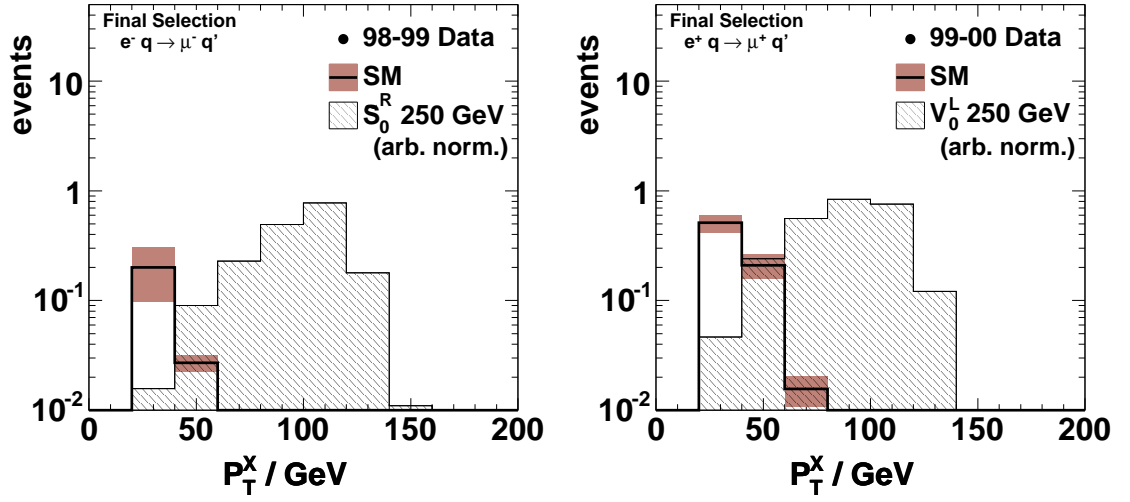 Final Selection
e⁻ q → μ⁻ q’
98-99 Data
SM
S₀ᴿ 250 GeV
(arb. norm.)
events
10
1
10⁻¹
10⁻²
0 50 100 150 200
P_T^X / GeV
Final Selection
e⁺ q → μ⁺ q’
99-00 Data
SM
V₀ᴸ 250 GeV
(arb. norm.)
events
10
1
10⁻¹
10⁻²
0 50 100 150 200
P_T^X / GeV